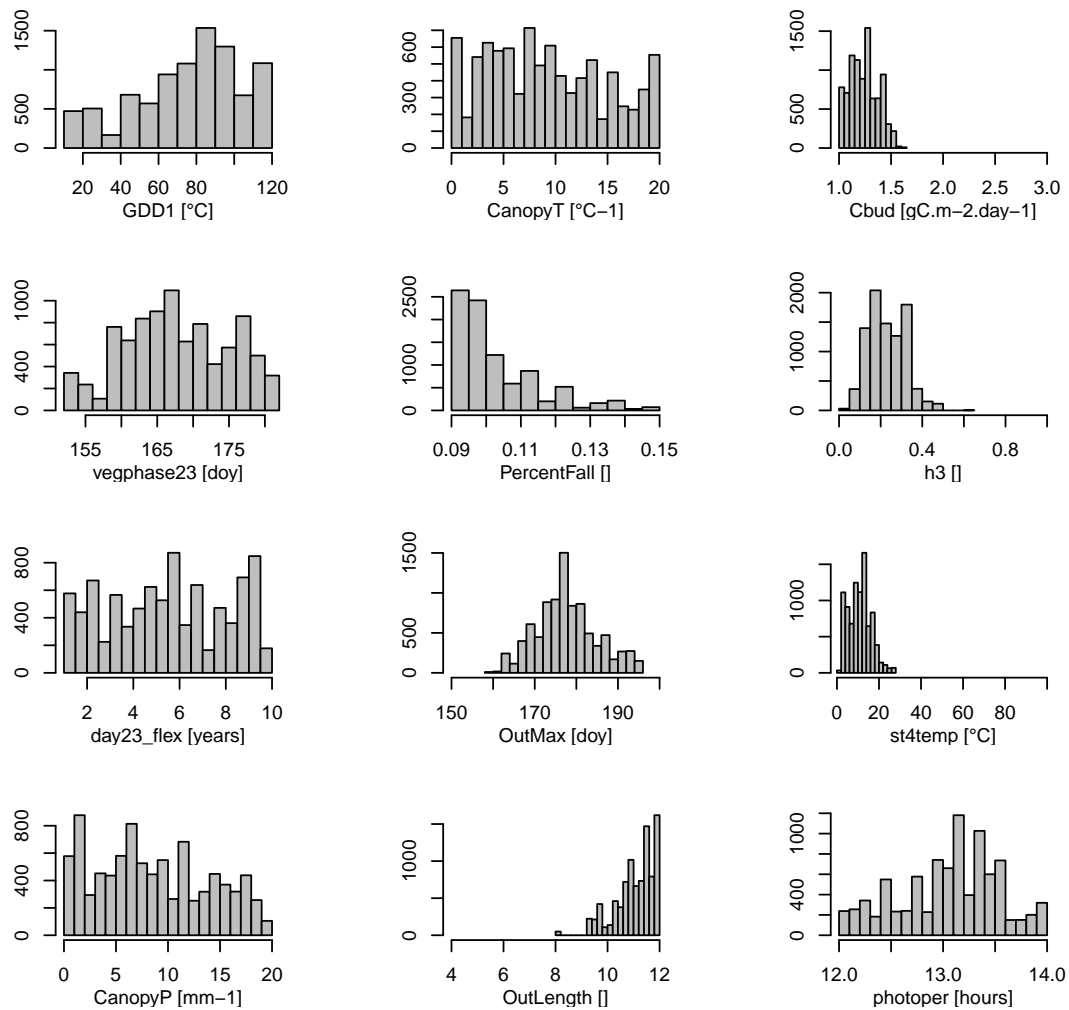 0 500 1500
20 40 60 80 120
GDD1 [°C]
0 300 600
0 5 10 15 20
CanopyT [°C−1]
0 500 1500
1.0 1.5 2.0 2.5 3.0
Cbud [gC.m−2.day−1]
0 400 1000
155 165 175
vegphase23 [doy]
0 1000 2500
0.09 0.11 0.13 0.15
PercentFall []
0 1000 2000
0.0 0.4 0.8
h3 []
0 400 800
2 4 6 8 10
day23_flex [years]
0 500 1500
150 170 190
OutMax [doy]
0 1000
0 20 40 60 80
st4temp [°C]
0 400 800
0 5 10 15 20
CanopyP [mm−1]
0 1000
4 6 8 10 12
OutLength []
0 400 1000
12.0 13.0 14.0
photoper [hours]